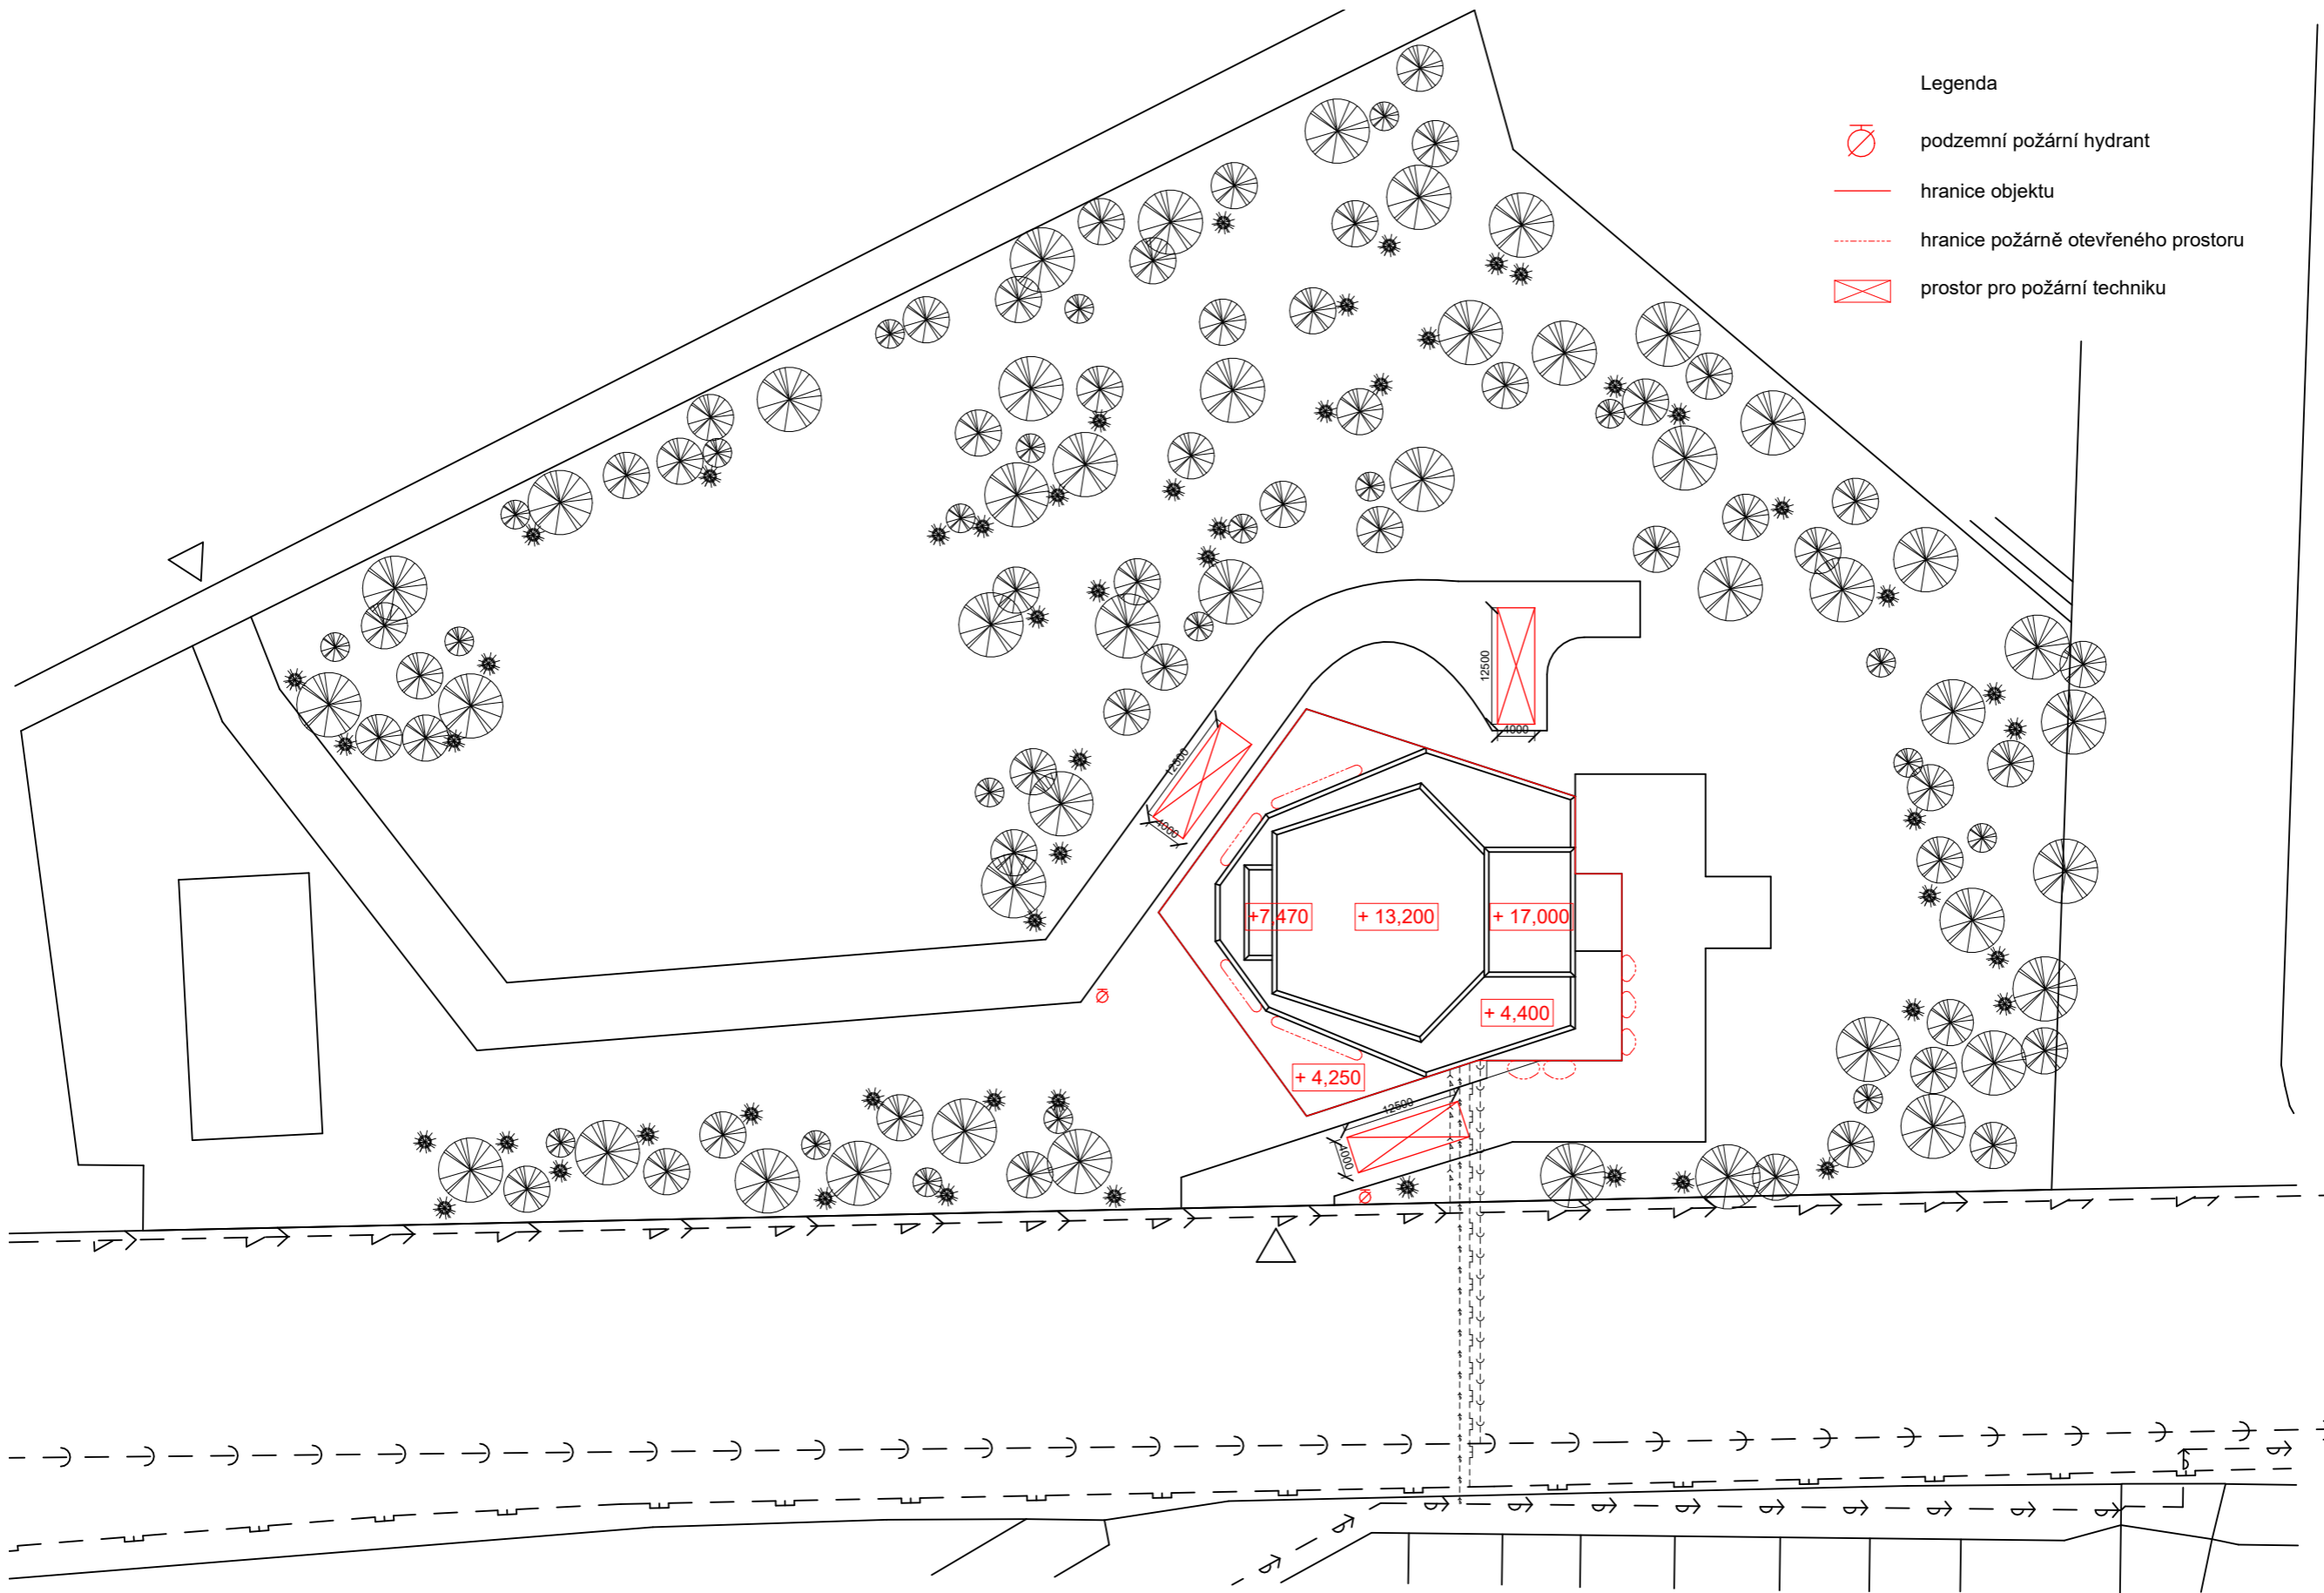 Legenda
podzemní požární hydrant
hranice objektu
hranice požárně otevřeného prostoru
prostor pro požární techniku
12500
4000
12500
4000
+7,470
+ 13,200
+ 17,000
+ 4,400
+ 4,250
12500
4000